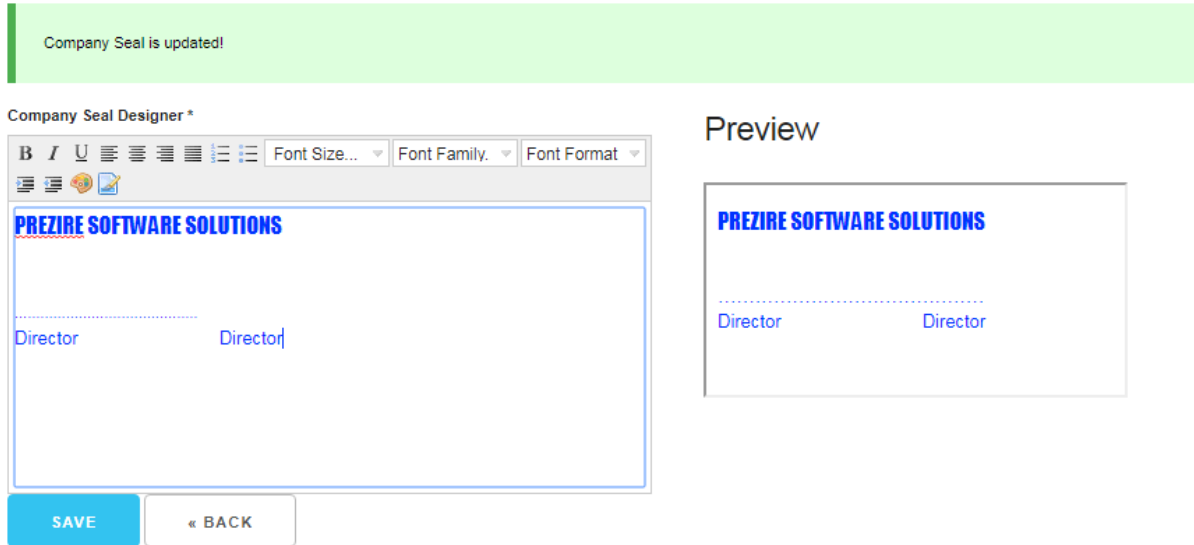 Company Seal is updated!
Company Seal Designer *
B I U Font Size... Font Family. Font Format
PREZIRE SOFTWARE SOLUTIONS
............................................
Director Director
SAVE « BACK
Preview
PREZIRE SOFTWARE SOLUTIONS
............................................
Director Director